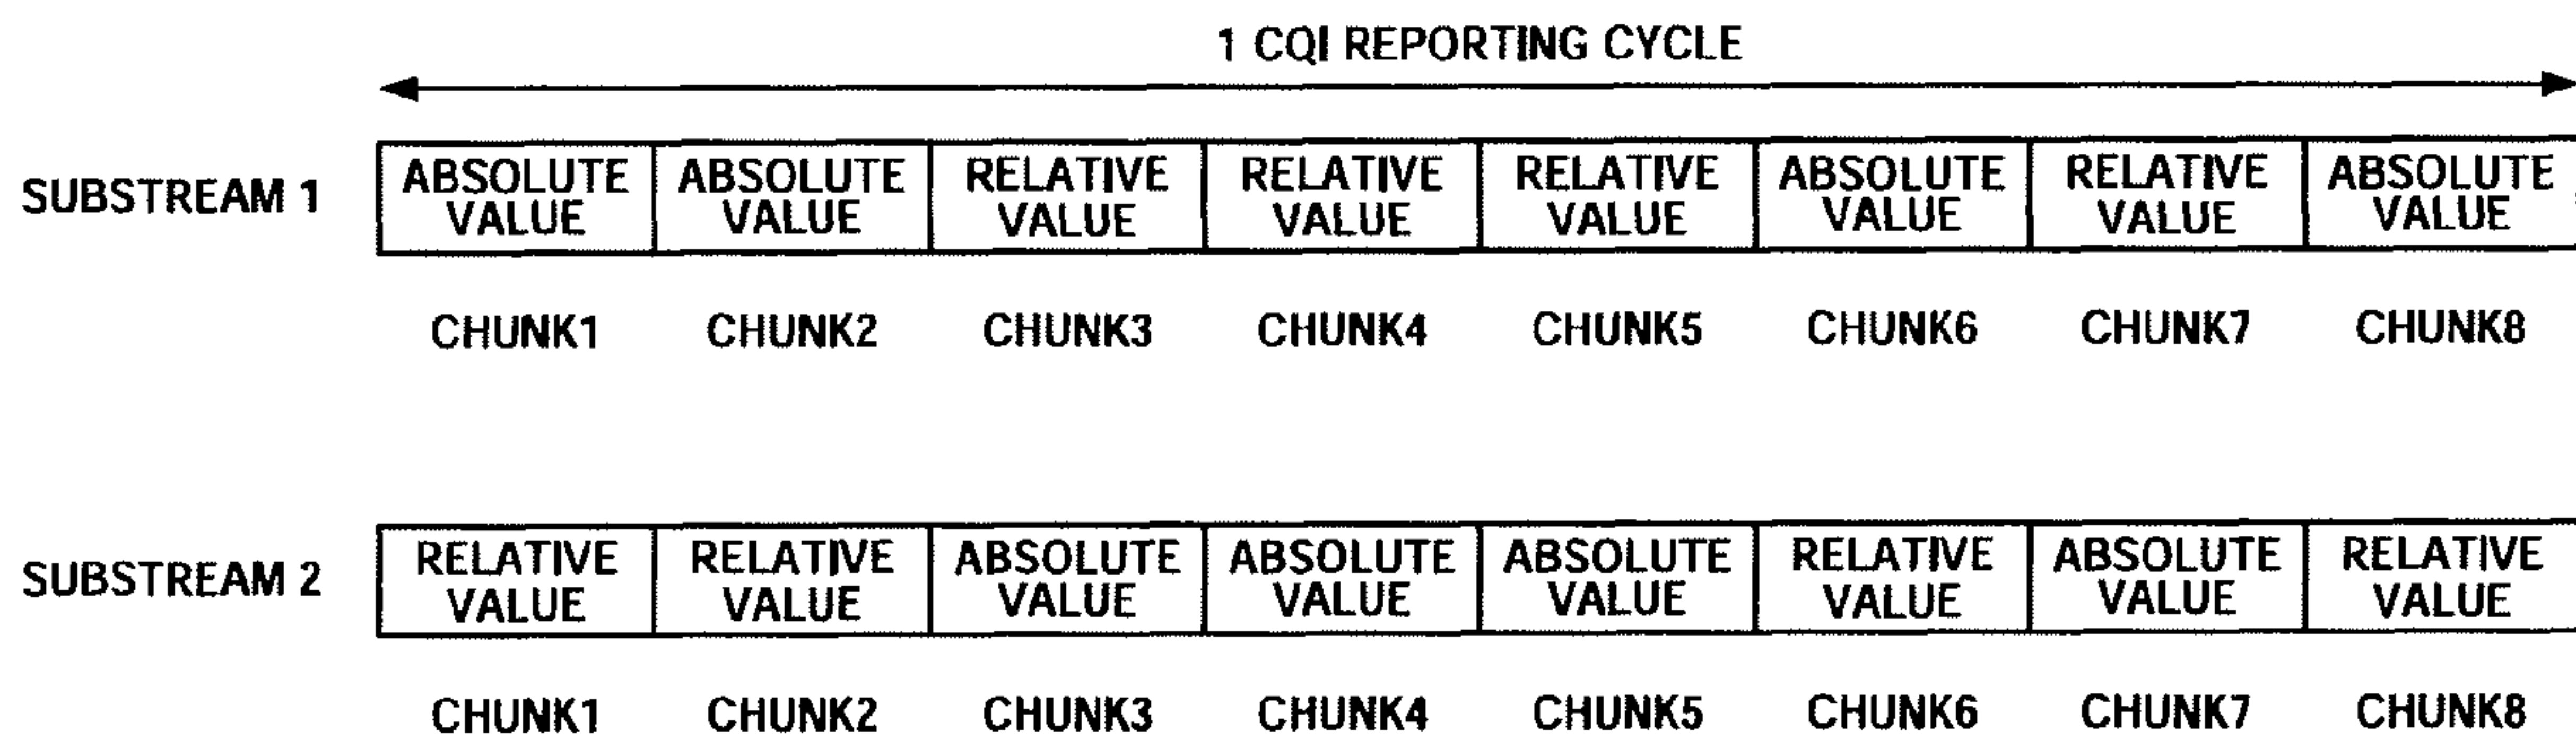 1 CQI REPORTING CYCLE
SUBSTREAM 1
ABSOLUTE VALUE
ABSOLUTE VALUE
RELATIVE VALUE
RELATIVE VALUE
RELATIVE VALUE
ABSOLUTE VALUE
RELATIVE VALUE
ABSOLUTE VALUE
CHUNK1 CHUNK2 CHUNK3 CHUNK4 CHUNK5 CHUNK6 CHUNK7 CHUNK8
SUBSTREAM 2
RELATIVE VALUE
RELATIVE VALUE
ABSOLUTE VALUE
ABSOLUTE VALUE
ABSOLUTE VALUE
RELATIVE VALUE
ABSOLUTE VALUE
RELATIVE VALUE
CHUNK1 CHUNK2 CHUNK3 CHUNK4 CHUNK5 CHUNK6 CHUNK7 CHUNK8